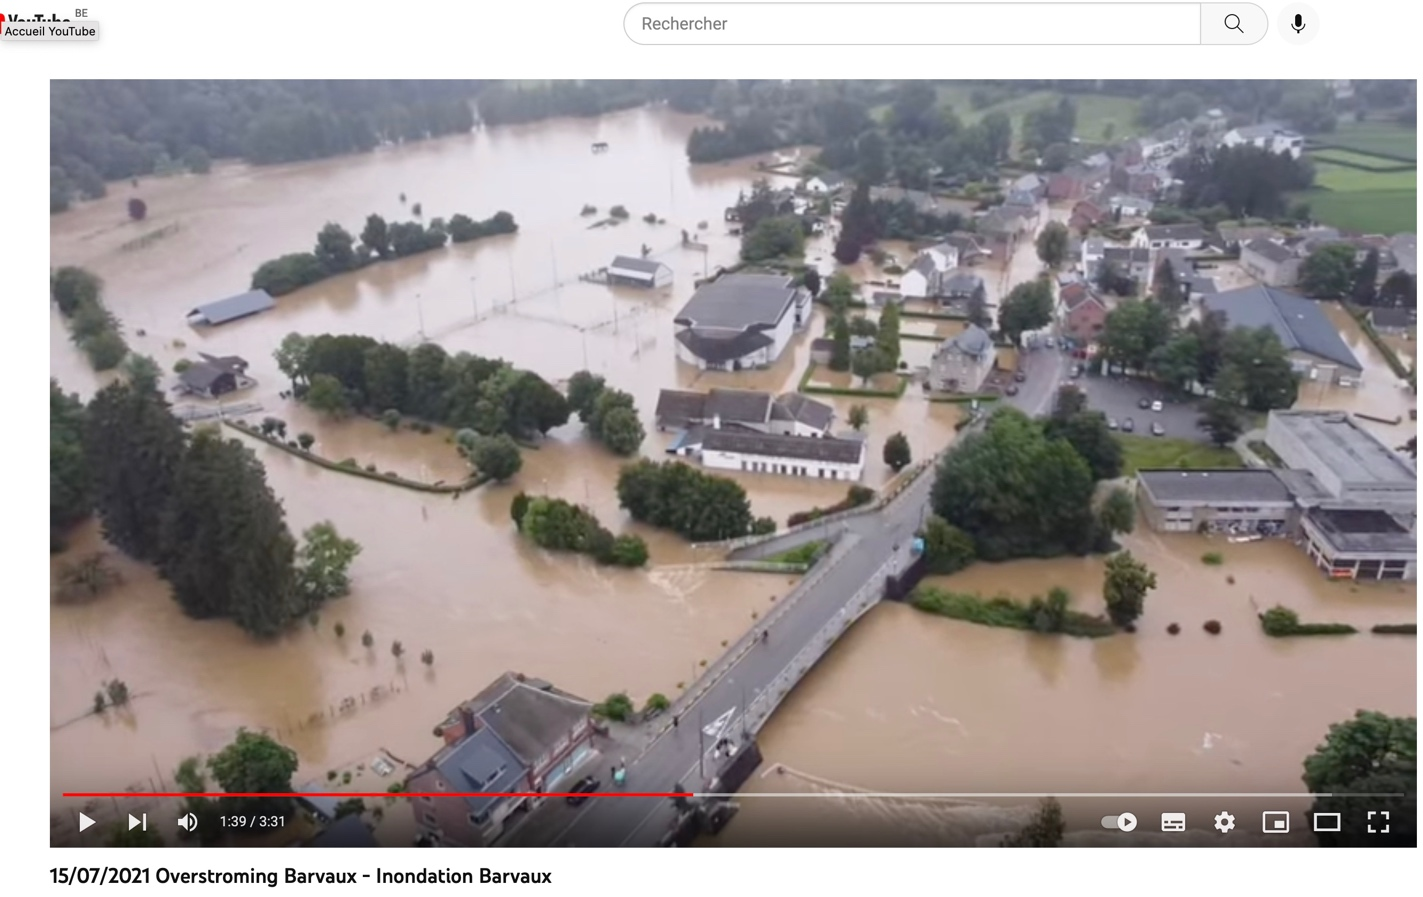 BE
Accueil YouTube
Rechercher
1:39 / 3:31
15/07/2021 Overstroming Barvaux - Inondation Barvaux